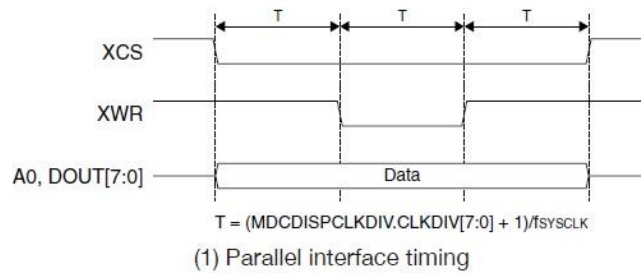 T T T
XCS
XWR
A0, DOUT[7:0] Data
T = (MDCDISPCLKDIV.CLKDIV[7:0] + 1)/fSYSCLK
(1) Parallel interface timing